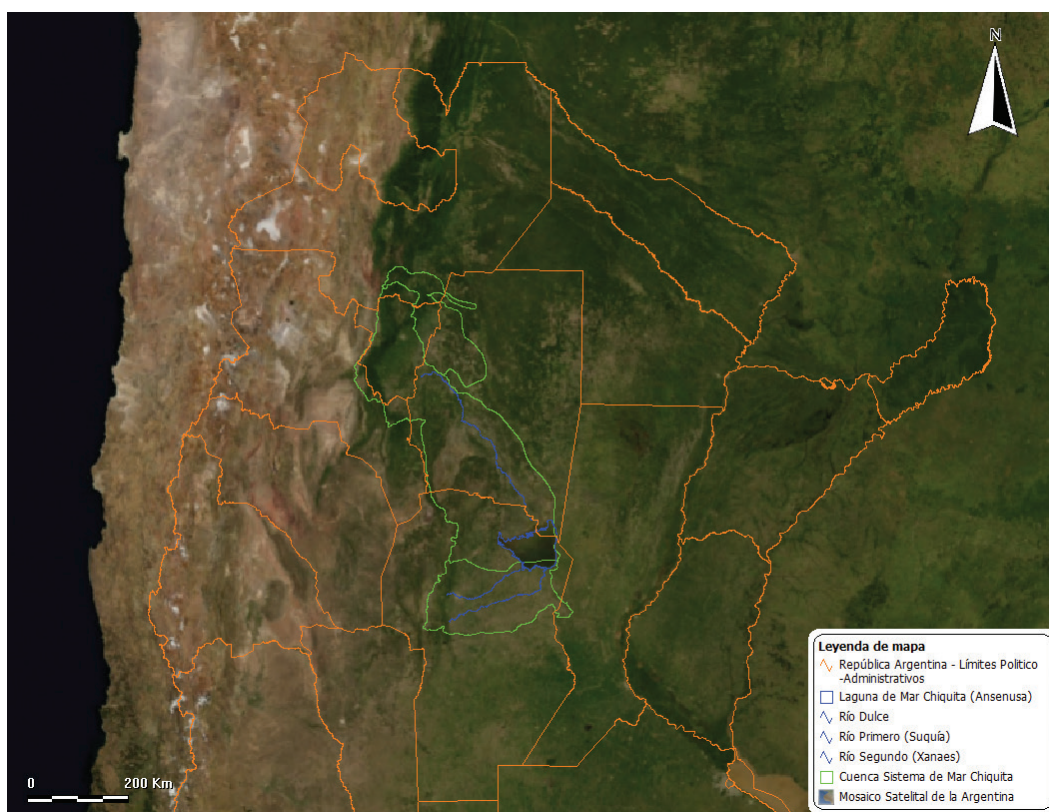 N
Leyenda de mapa
República Argentina - Límites Politico
-Administrativos
Laguna de Mar Chiquita (Ansenusa)
Río Dulce
Río Primero (Suquía)
Río Segundo (Xanaes)
Cuenca Sistema de Mar Chiquita
Mosaico Satelital de la Argentina
0 200 Km